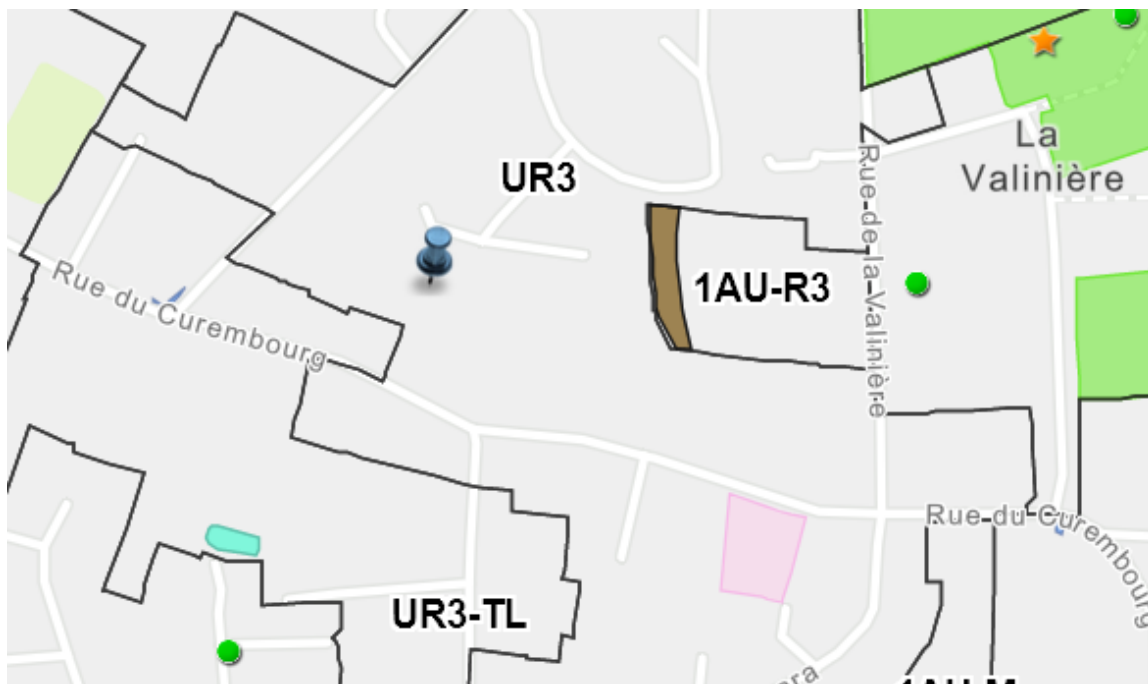 UR3
La
Valinière
Rue de la Valinière
1AU-R3
Rue du Curembourg
Rue du Curembourg
UR3-TL